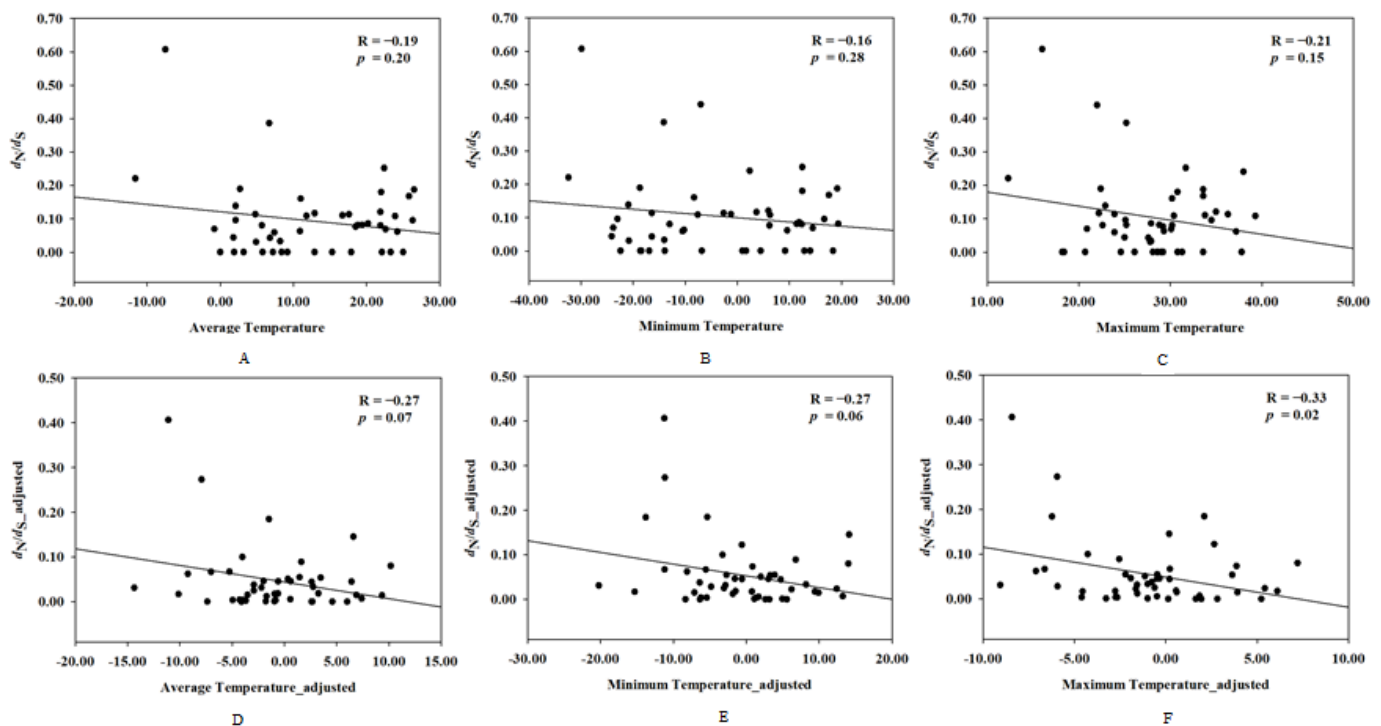 0.70
0.60
0.50
0.40
0.30
0.20
0.10
0.00
dN/dS
R = −0.19
p = 0.20
-20.00 -10.00 0.00 10.00 20.00 30.00
Average Temperature
A
0.70
0.60
0.50
0.40
0.30
0.20
0.10
0.00
dN/dS
R = −0.16
p = 0.28
-40.00 -30.00 -20.00 -10.00 0.00 10.00 20.00 30.00
Minimum Temperature
B
0.70
0.60
0.50
0.40
0.30
0.20
0.10
0.00
dN/dS
R = −0.21
p = 0.15
10.00 20.00 30.00 40.00 50.00
Maximum Temperature
C
0.50
0.40
0.30
0.20
0.10
0.00
dN/dS_adjusted
R = −0.27
p = 0.07
-20.00 -15.00 -10.00 -5.00 0.00 5.00 10.00 15.00
Average Temperature_adjusted
D
0.50
0.40
0.30
0.20
0.10
0.00
dN/dS_adjusted
R = −0.27
p = 0.06
-30.00 -20.00 -10.00 0.00 10.00 20.00
Minimum Temperature_adjusted
E
0.50
0.40
0.30
0.20
0.10
0.00
dN/dS_adjusted
R = −0.33
p = 0.02
-10.00 -5.00 0.00 5.00 10.00
Maximum Temperature_adjusted
F